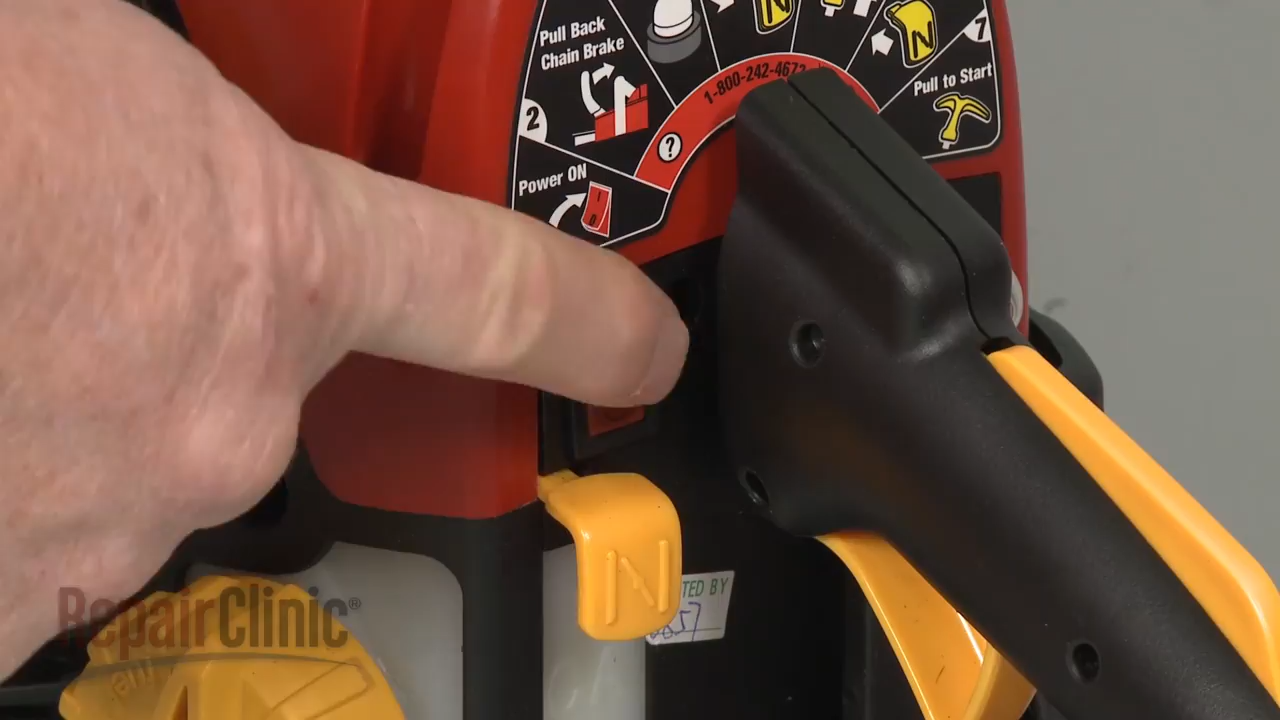 Pull Back
Chain Brake
2
Power ON
?
1-800-242-4672
7
Pull to Start
TED BY
RepairClinic®